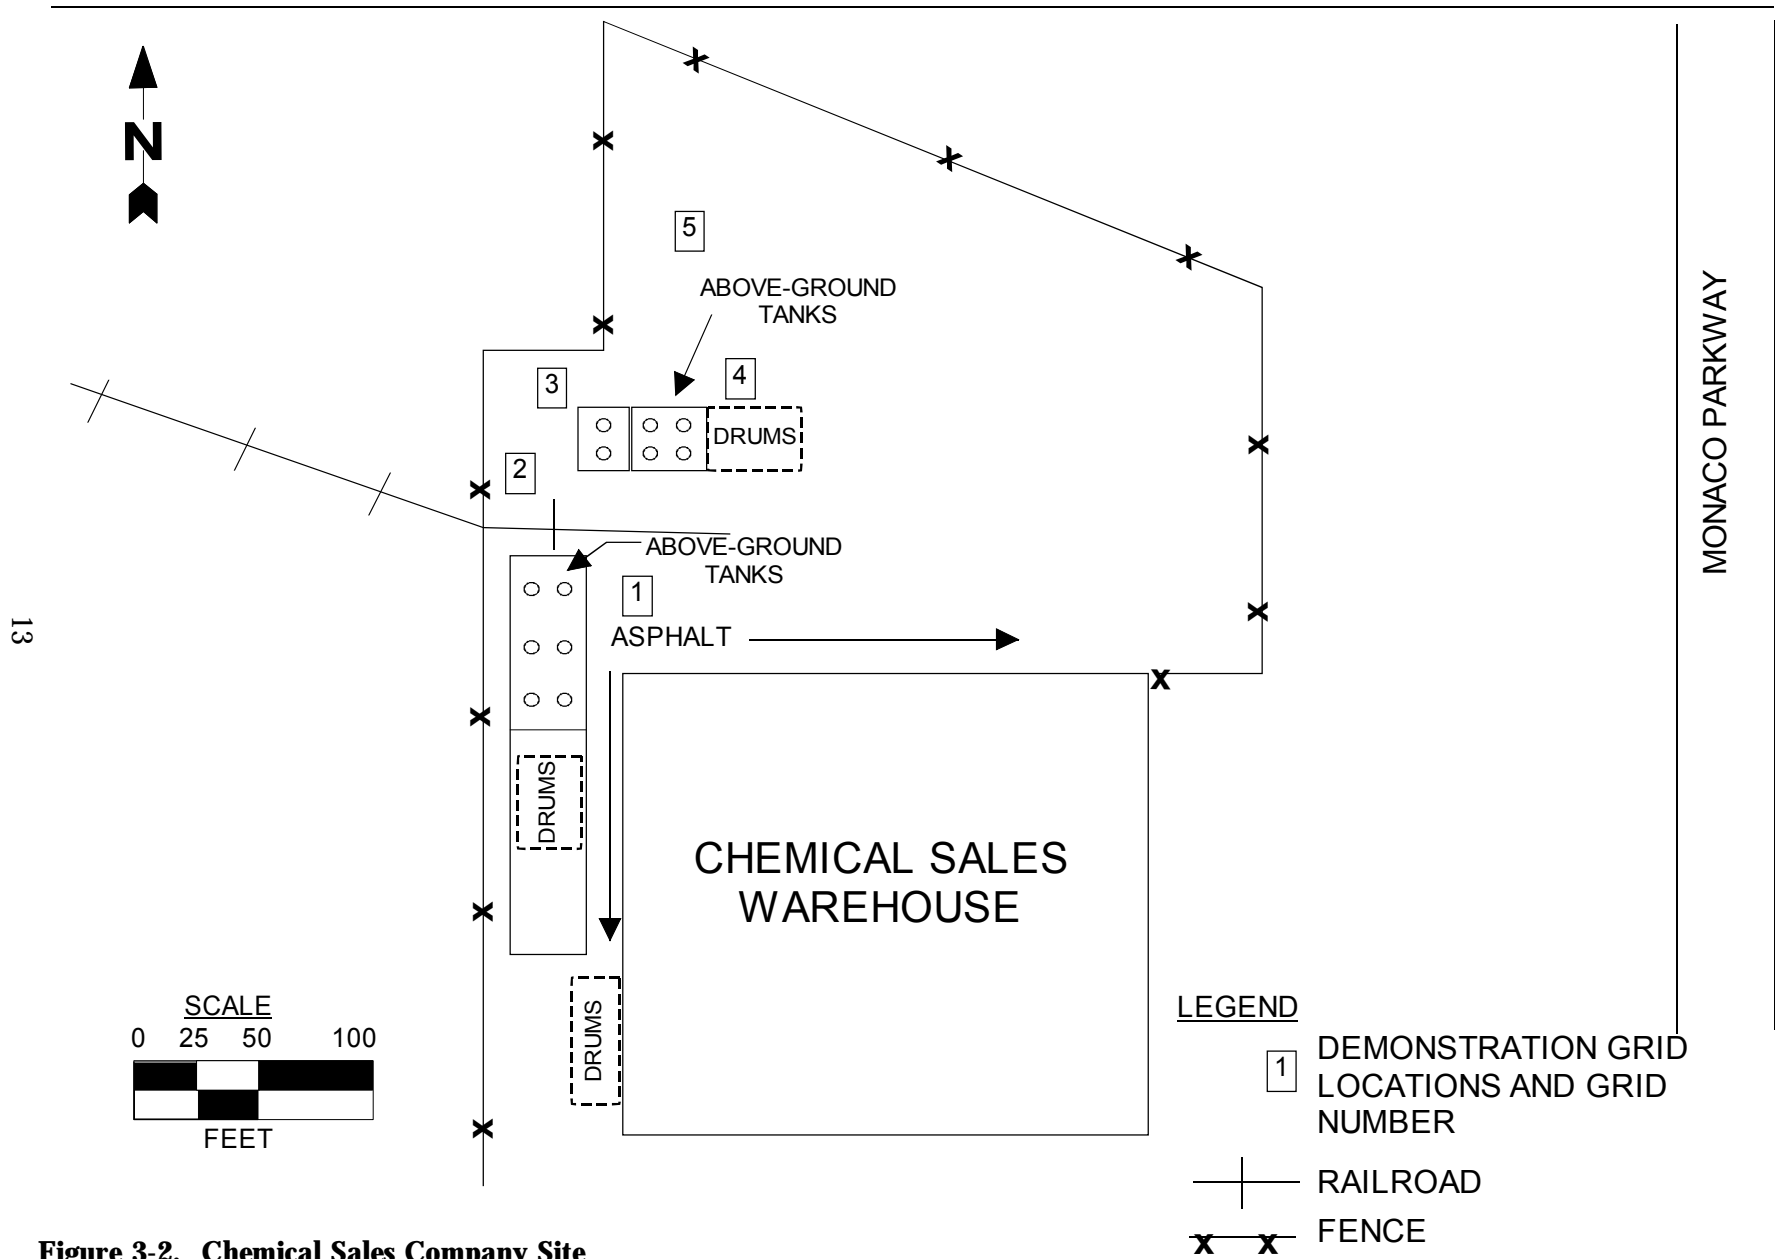 N
5
ABOVE-GROUND
TANKS
3
4
DRUMS
2
ABOVE-GROUND
TANKS
1
ASPHALT
MONACO PARKWAY
13
DRUMS
CHEMICAL SALES
WAREHOUSE
DRUMS
SCALE
0 25 50 100
FEET
LEGEND
1 DEMONSTRATION GRID
LOCATIONS AND GRID
NUMBER
RAILROAD
X X FENCE
Figure 3-2. Chemical Sales Company Site